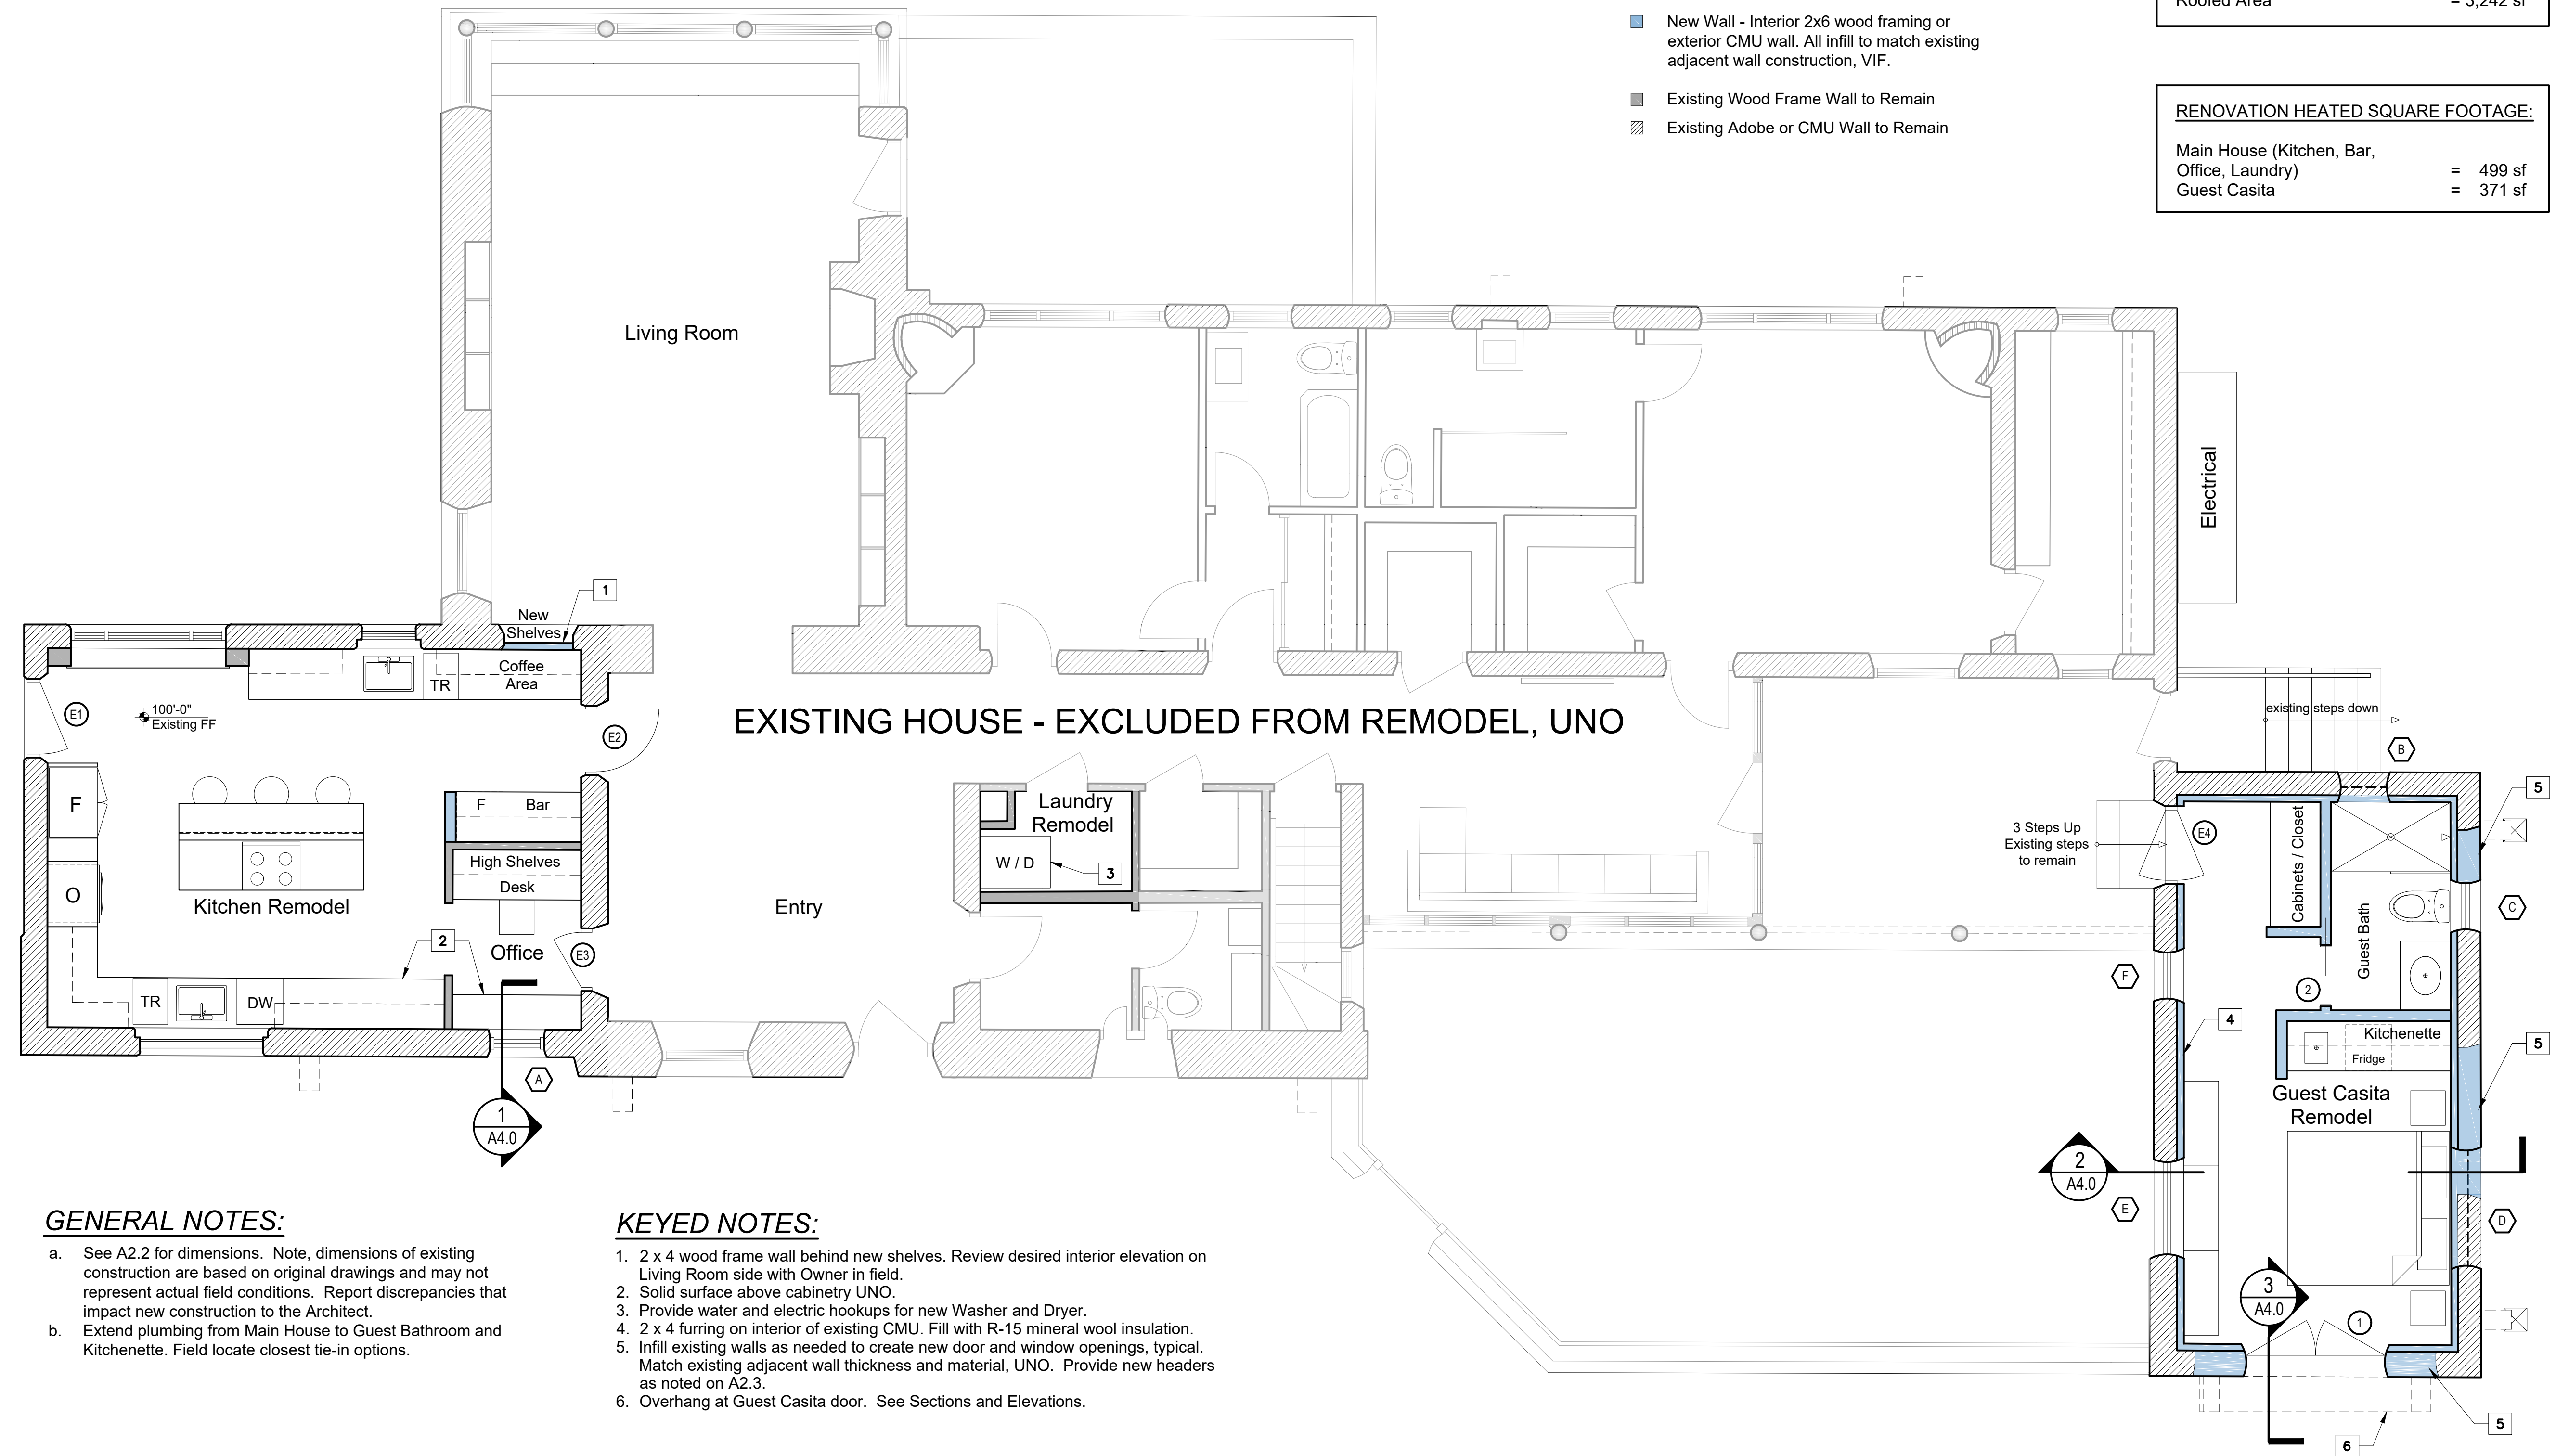 New Wall - Interior 2x6 wood framing or
exterior CMU wall. All infill to match existing
adjacent wall construction, VIF.
Existing Wood Frame Wall to Remain
Existing Adobe or CMU Wall to Remain
Roofed Area = 3,242 sf
RENOVATION HEATED SQUARE FOOTAGE:
Main House (Kitchen, Bar,
Office, Laundry) = 499 sf
Guest Casita = 371 sf
Living Room
Electrical
1
New
Shelves
Coffee
Area
TR
E1
100'-0"
Existing FF
E2
EXISTING HOUSE - EXCLUDED FROM REMODEL, UNO
existing steps down
B
F
F Bar
High Shelves
Desk
O
Kitchen Remodel
2
Office
E3
TR
DW
A
1
A4.0
Entry
Laundry
Remodel
W / D
3
3 Steps Up
Existing steps
to remain
E4
Cabinets / Closet
5
C
Guest Bath
F
2
4
Kitchenette
Fridge
5
Guest Casita
Remodel
2
A4.0
E
D
3
A4.0
1
5
6
GENERAL NOTES:
a. See A2.2 for dimensions. Note, dimensions of existing
construction are based on original drawings and may not
represent actual field conditions. Report discrepancies that
impact new construction to the Architect.
b. Extend plumbing from Main House to Guest Bathroom and
Kitchenette. Field locate closest tie-in options.
KEYED NOTES:
1. 2 x 4 wood frame wall behind new shelves. Review desired interior elevation on
Living Room side with Owner in field.
2. Solid surface above cabinetry UNO.
3. Provide water and electric hookups for new Washer and Dryer.
4. 2 x 4 furring on interior of existing CMU. Fill with R-15 mineral wool insulation.
5. Infill existing walls as needed to create new door and window openings, typical.
Match existing adjacent wall thickness and material, UNO. Provide new headers
as noted on A2.3.
6. Overhang at Guest Casita door. See Sections and Elevations.